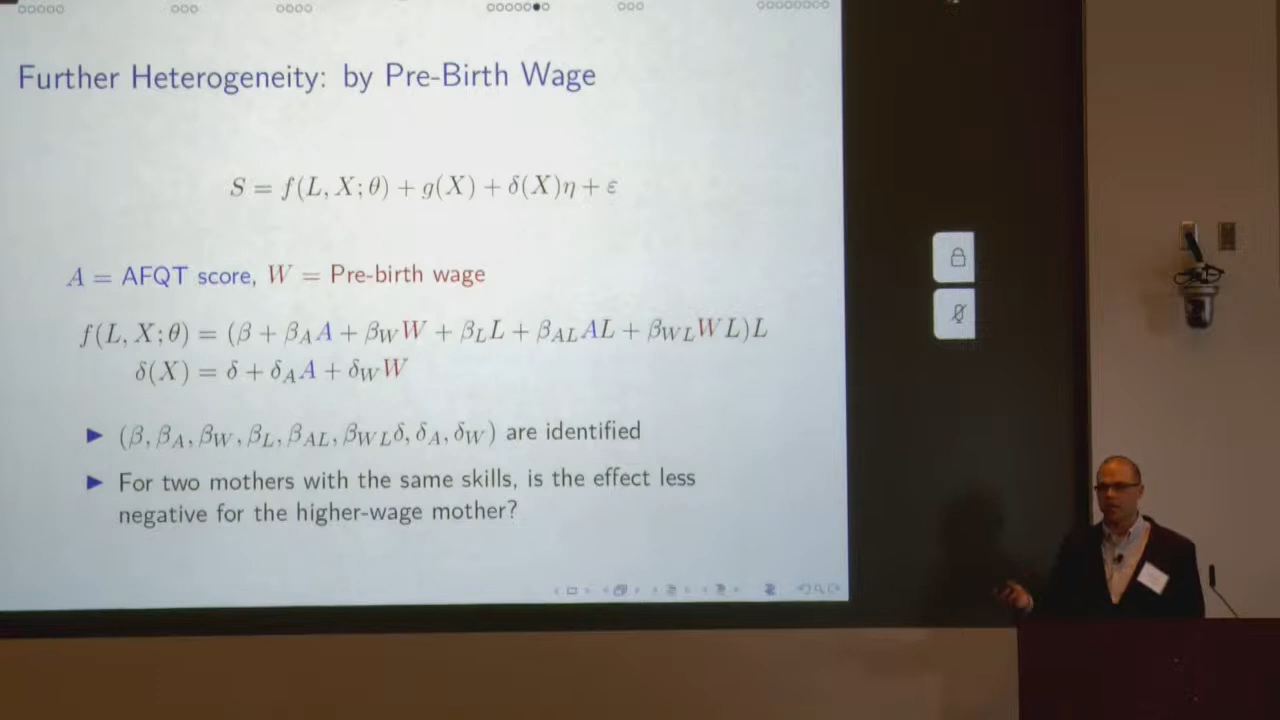 Further Heterogeneity: by Pre-Birth Wage
S = f(L, X; θ) + g(X) + δ(X)η + ε
A = AFQT score, W = Pre-birth wage
f(L, X; θ) = (β + β_A A + β_W W + β_L L + β_AL AL + β_WL WL)L
δ(X) = δ + δ_A A + δ_W W
▶ (β, β_A, β_W, β_L, β_AL, β_WL δ, δ_A, δ_W) are identified
▶ For two mothers with the same skills, is the effect less
negative for the higher-wage mother?